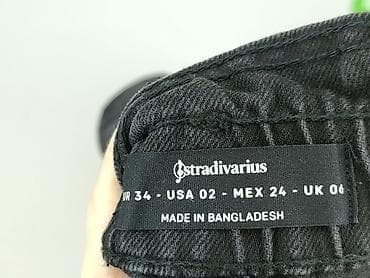 stradivarius
34 - USA 02 - MEX 24 - UK 06
MADE IN BANGLADESH